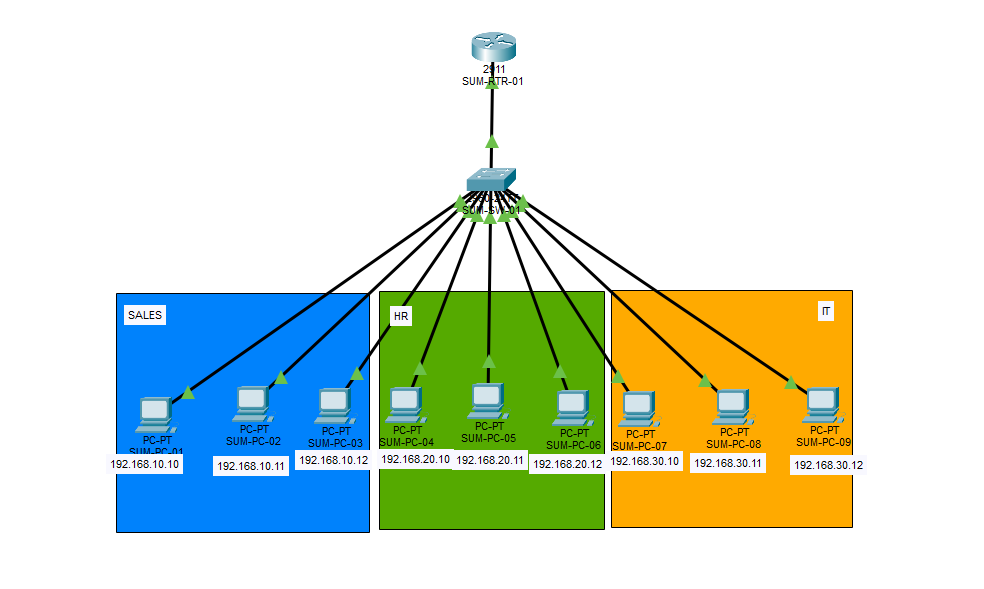 2911
SUM-RTR-01
SUM-SW-01
SALES
HR
IT
PC-PT
SUM-PC-01
192.168.10.10
PC-PT
SUM-PC-02
192.168.10.11
PC-PT
SUM-PC-03
192.168.10.12
PC-PT
SUM-PC-04
192.168.20.10
PC-PT
SUM-PC-05
192.168.20.11
PC-PT
SUM-PC-06
192.168.20.12
PC-PT
SUM-PC-07
192.168.30.10
PC-PT
SUM-PC-08
192.168.30.11
PC-PT
SUM-PC-09
192.168.30.12